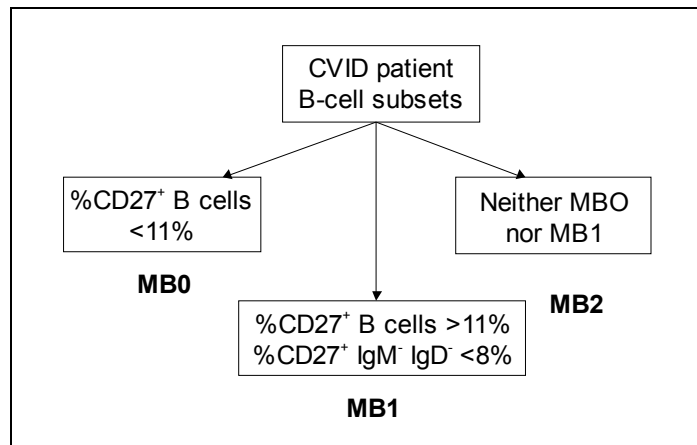 CVID patient
B-cell subsets
%CD27⁺ B cells
<11%
MB0
Neither MBO
nor MB1
MB2
%CD27⁺ B cells >11%
%CD27⁺ IgM⁻ IgD⁻ <8%
MB1